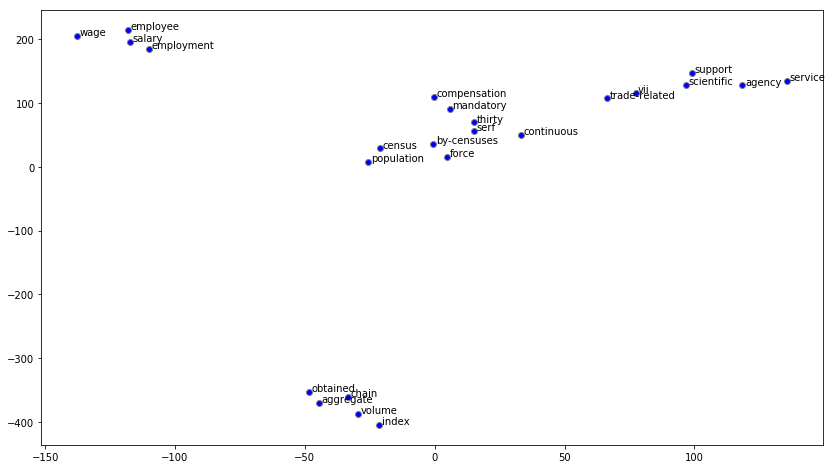 employee
wage
salary
employment
200
support
vij
scientific
agency
service
trade-related
compensation
100
mandatory
thirty
serf
continuous
by-censuses
census
force
population
0
−100
−200
−300
obtained
chain
aggregate
volume
index
−400
−150
−100
−50
0
50
100